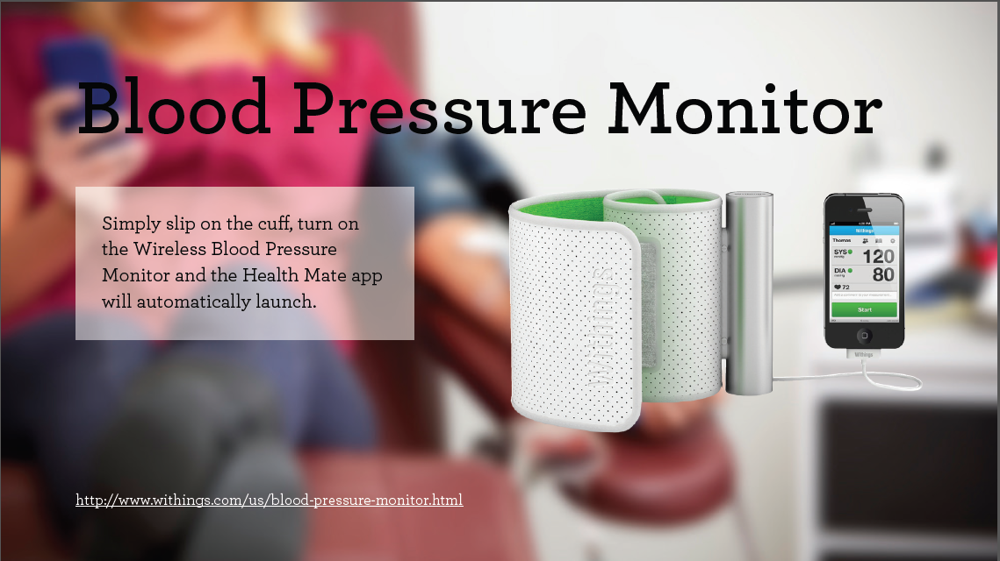 Blood Pressure Monitor
Simply slip on the cuff, turn on
the Wireless Blood Pressure
Monitor and the Health Mate app
will automatically launch.
Withings
Withings
Thomas
SYS
120
DIA
80
72
Start
Withings
http://www.withings.com/us/blood-pressure-monitor.html